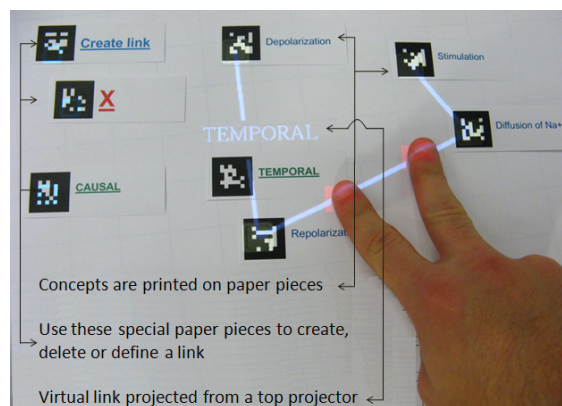 Create link
Depolarization
Stimulation
X
Diffusion of Na+
TEMPORAL
TEMPORAL
CAUSAL
Repolarizat
Concepts are printed on paper pieces
Use these special paper pieces to create,
delete or define a link
Virtual link projected from a top projector